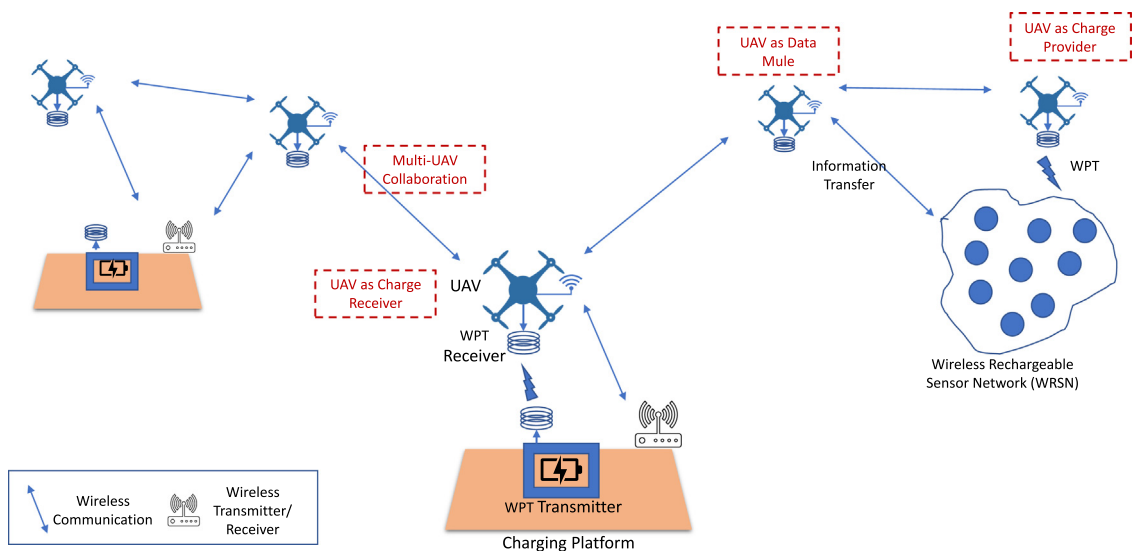 UAV as Data
Mule
UAV as Charge
Provider
Multi-UAV
Collaboration
Information
Transfer
WPT
UAV as Charge
Receiver
UAV
WPT
Receiver
Wireless Rechargeable
Sensor Network (WRSN)
WPT Transmitter
Charging Platform
Wireless
Communication
Wireless
Transmitter/
Receiver